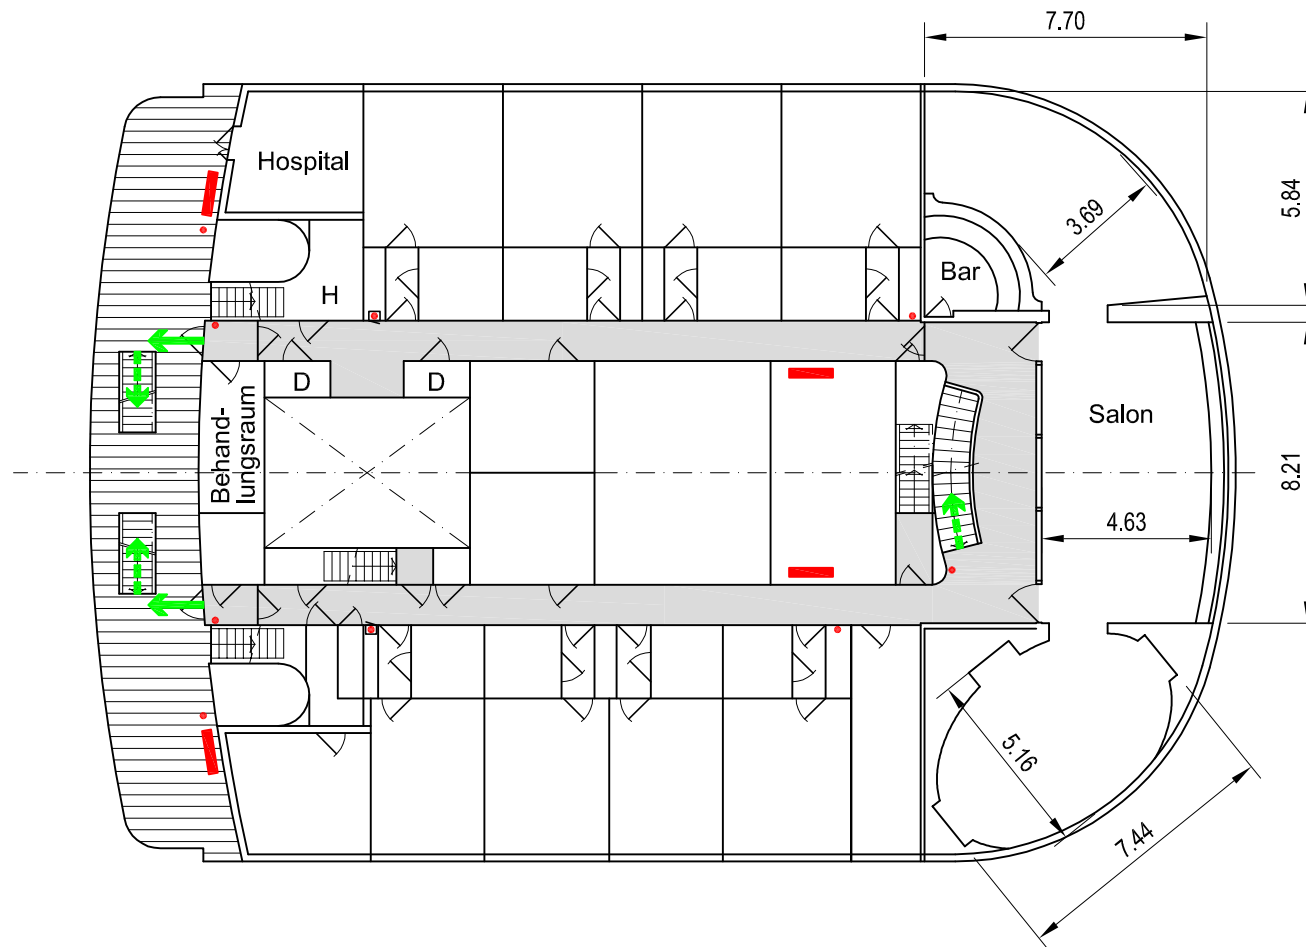 7.70
Hospital
5.84
3.69
Bar
H
D
D
Behand-
lungsraum
Salon
8.21
4.63
5.16
7.44